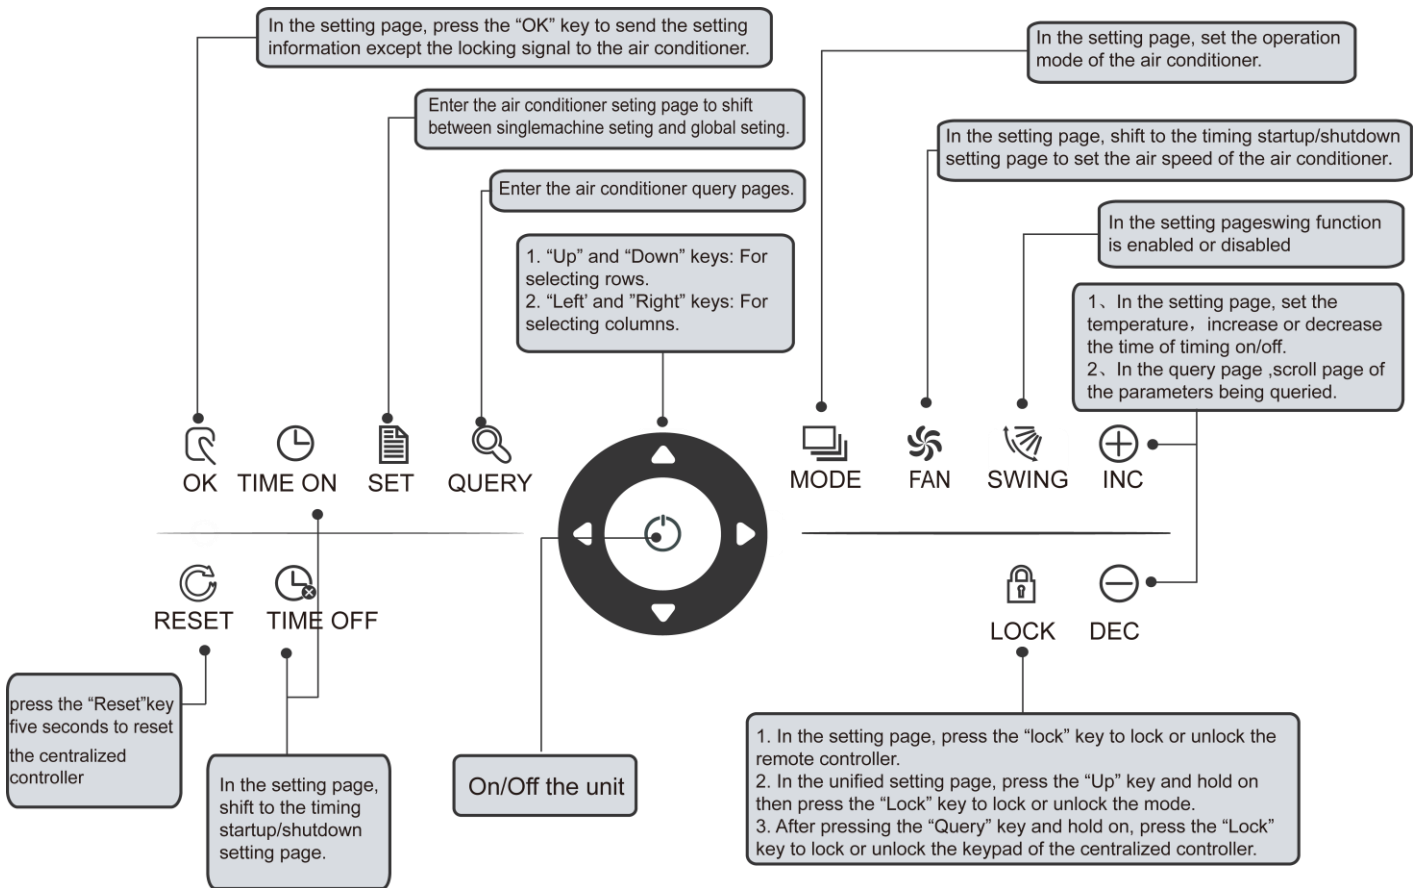 In the setting page, press the “OK” key to send the setting
information except the locking signal to the air conditioner.
In the setting page, set the operation
mode of the air conditioner.
Enter the air conditioner seting page to shift
between singlemachine seting and global seting.
In the setting page, shift to the timing startup/shutdown
setting page to set the air speed of the air conditioner.
Enter the air conditioner query pages.
In the setting pageswing function
is enabled or disabled
1. “Up” and “Down” keys: For
selecting rows.
2. “Left‘ and ”Right” keys: For
selecting columns.
1、In the setting page, set the
temperature，increase or decrease
the time of timing on/off.
2、In the query page ,scroll page of
the parameters being queried.
OK TIME ON SET QUERY
MODE FAN SWING INC
RESET TIME OFF
LOCK DEC
press the “Reset”key
five seconds to reset
the centralized
controller
In the setting page,
shift to the timing
startup/shutdown
setting page.
On/Off the unit
1. In the setting page, press the “lock” key to lock or unlock the
remote controller.
2. In the unified setting page, press the “Up” key and hold on
then press the “Lock” key to lock or unlock the mode.
3. After pressing the “Query” key and hold on, press the “Lock”
key to lock or unlock the keypad of the centralized controller.